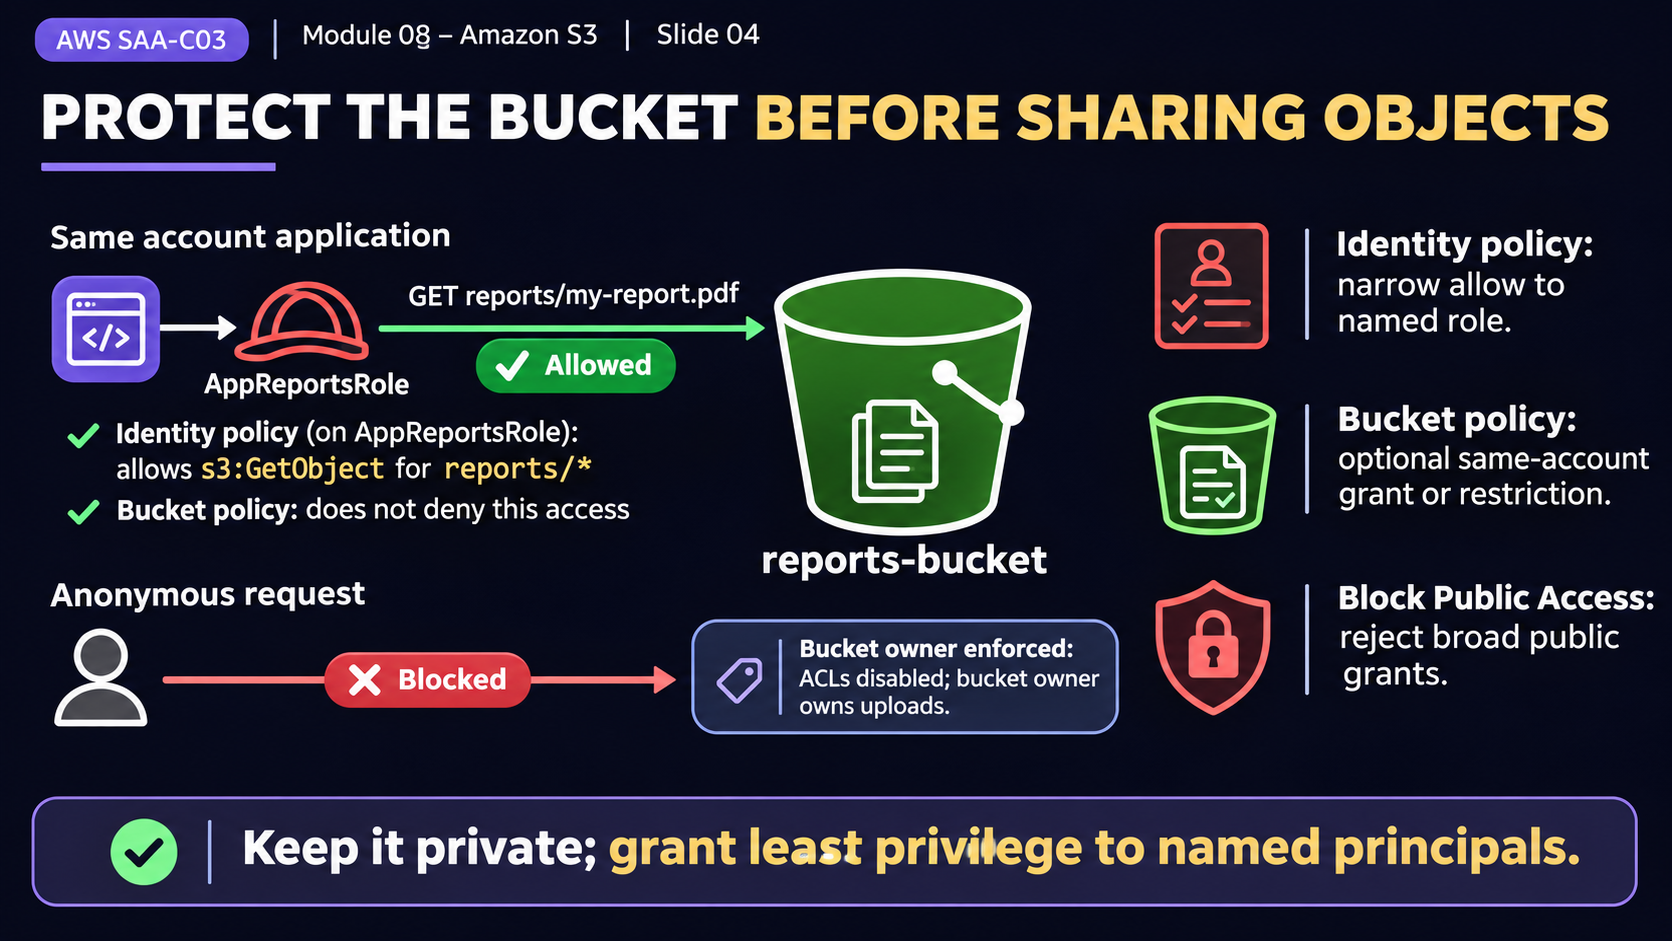 AWS SAA-C03
Module 08 – Amazon S3 | Slide 04
PROTECT THE BUCKET BEFORE SHARING OBJECTS
Same account application
</>
AppReportsRole
GET reports/my-report.pdf
Allowed
Identity policy (on AppReportsRole):
allows s3:GetObject for reports/*
Bucket policy: does not deny this access
reports-bucket
Anonymous request
Blocked
Bucket owner enforced:
ACLs disabled; bucket owner
owns uploads.
Identity policy:
narrow allow to
named role.
Bucket policy:
optional same-account
grant or restriction.
Block Public Access:
reject broad public
grants.
Keep it private; grant least privilege to named principals.